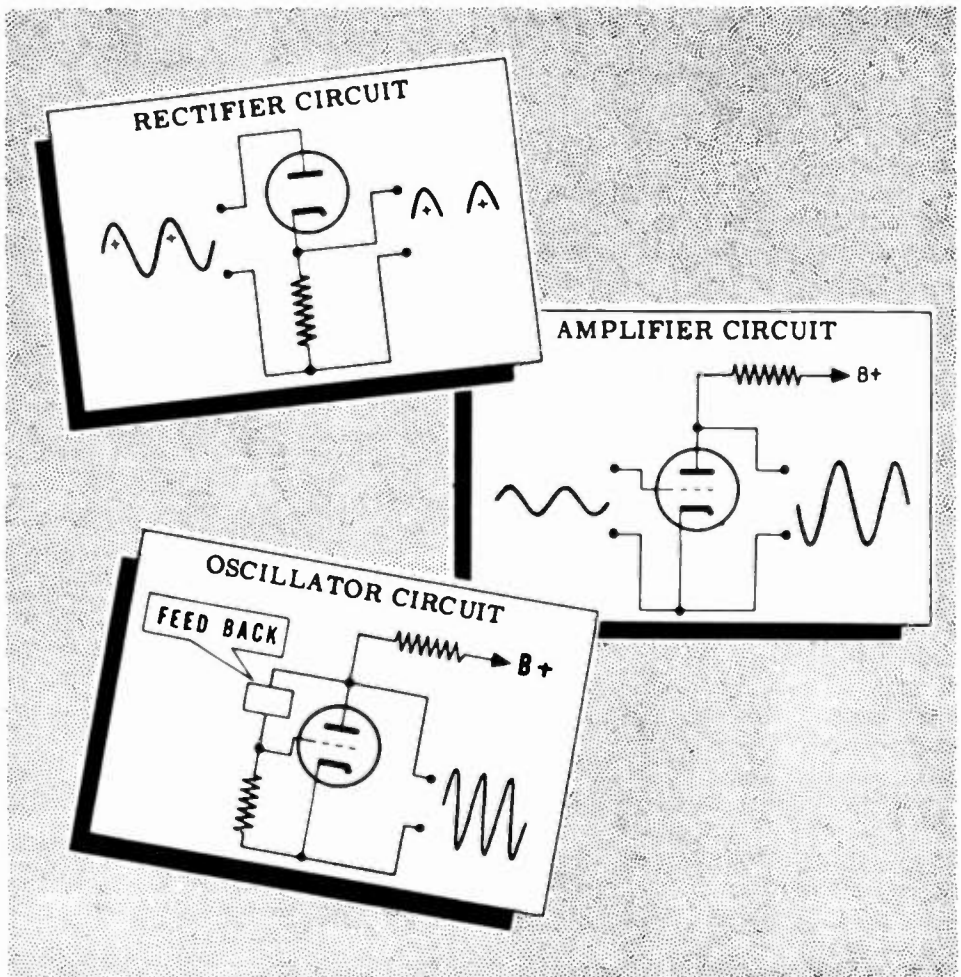 RECTIFIER CIRCUIT
+ +
+ +
AMPLIFIER CIRCUIT
B+
OSCILLATOR CIRCUIT
FEED BACK
B+